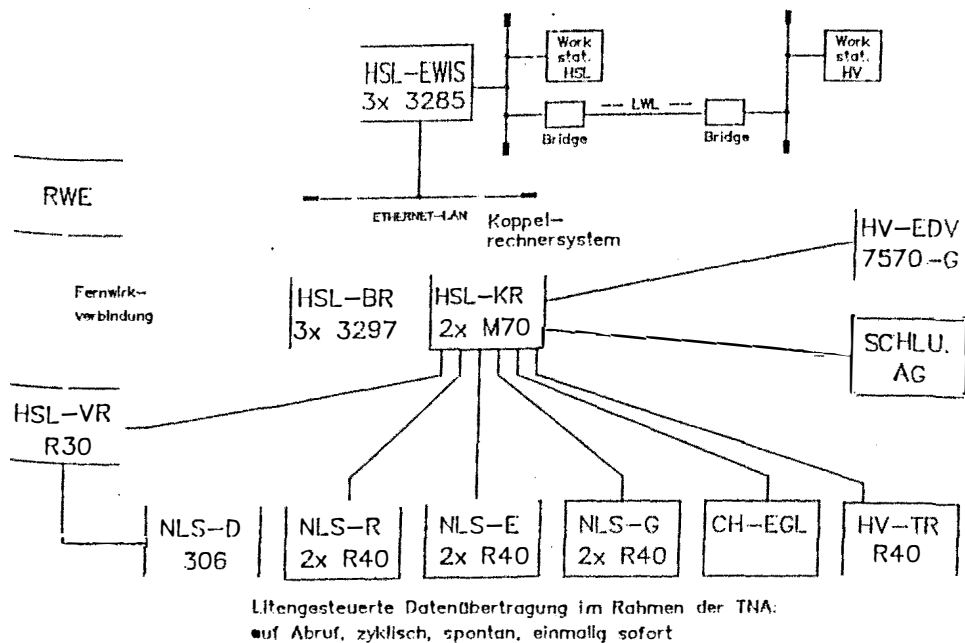 HSL-EWIS
3x 3285
Work
stat.
HSL
Work
stat.
HV
LWL
Bridge
Bridge
RWE
ETHERNET-LAN
Koppel-
rechnersystem
HV-EDV
7570-G
Fernwirk-
verbindung
HSL-BR
3x 3297
HSL-KR
2x M70
SCHLU.
AG
HSL-VR
R30
NLS-D
306
NLS-R
2x R40
NLS-E
2x R40
NLS-G
2x R40
CH-EGL
HV-TR
R40
Litengesteuerte Datenübertragung im Rahmen der TNA:
auf Abruf, zyklisch, spontan, einmalig sofort